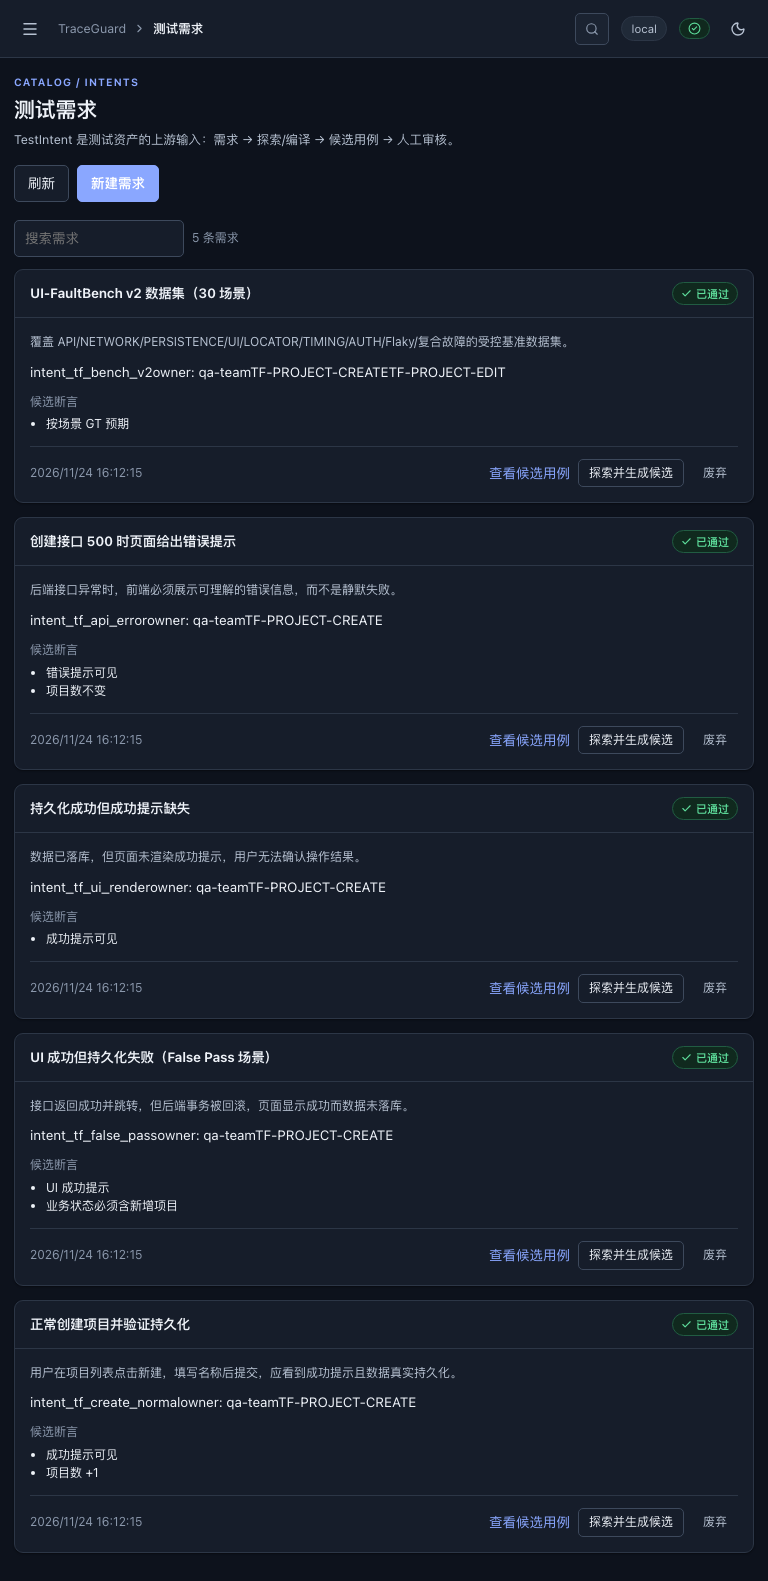 TraceGuard > 测试需求
local
CATALOG / INTENTS
测试需求
TestIntent 是测试资产的上游输入：需求 → 探索/编译 → 候选用例 → 人工审核。
刷新 新建需求
搜索需求 5 条需求
UI-FaultBench v2 数据集（30 场景） 已通过
覆盖 API/NETWORK/PERSISTENCE/UI/LOCATOR/TIMING/AUTH/Flaky/复合故障的受控基准数据集。
intent_tf_bench_v2owner: qa-teamTF-PROJECT-CREATETF-PROJECT-EDIT
候选断言
• 按场景 GT 预期
2026/11/24 16:12:15 查看候选用例 探索并生成候选 废弃
创建接口 500 时页面给出错误提示 已通过
后端接口异常时，前端必须展示可理解的错误信息，而不是静默失败。
intent_tf_api_errorowner: qa-teamTF-PROJECT-CREATE
候选断言
• 错误提示可见
• 项目数不变
2026/11/24 16:12:15 查看候选用例 探索并生成候选 废弃
持久化成功但成功提示缺失 已通过
数据已落库，但页面未渲染成功提示，用户无法确认操作结果。
intent_tf_ui_renderowner: qa-teamTF-PROJECT-CREATE
候选断言
• 成功提示可见
2026/11/24 16:12:15 查看候选用例 探索并生成候选 废弃
UI 成功但持久化失败（False Pass 场景） 已通过
接口返回成功并跳转，但后端事务被回滚，页面显示成功而数据未落库。
intent_tf_false_passowner: qa-teamTF-PROJECT-CREATE
候选断言
• UI 成功提示
• 业务状态必须含新增项目
2026/11/24 16:12:15 查看候选用例 探索并生成候选 废弃
正常创建项目并验证持久化 已通过
用户在项目列表点击新建，填写名称后提交，应看到成功提示且数据真实持久化。
intent_tf_create_normalowner: qa-teamTF-PROJECT-CREATE
候选断言
• 成功提示可见
• 项目数 +1
2026/11/24 16:12:15 查看候选用例 探索并生成候选 废弃